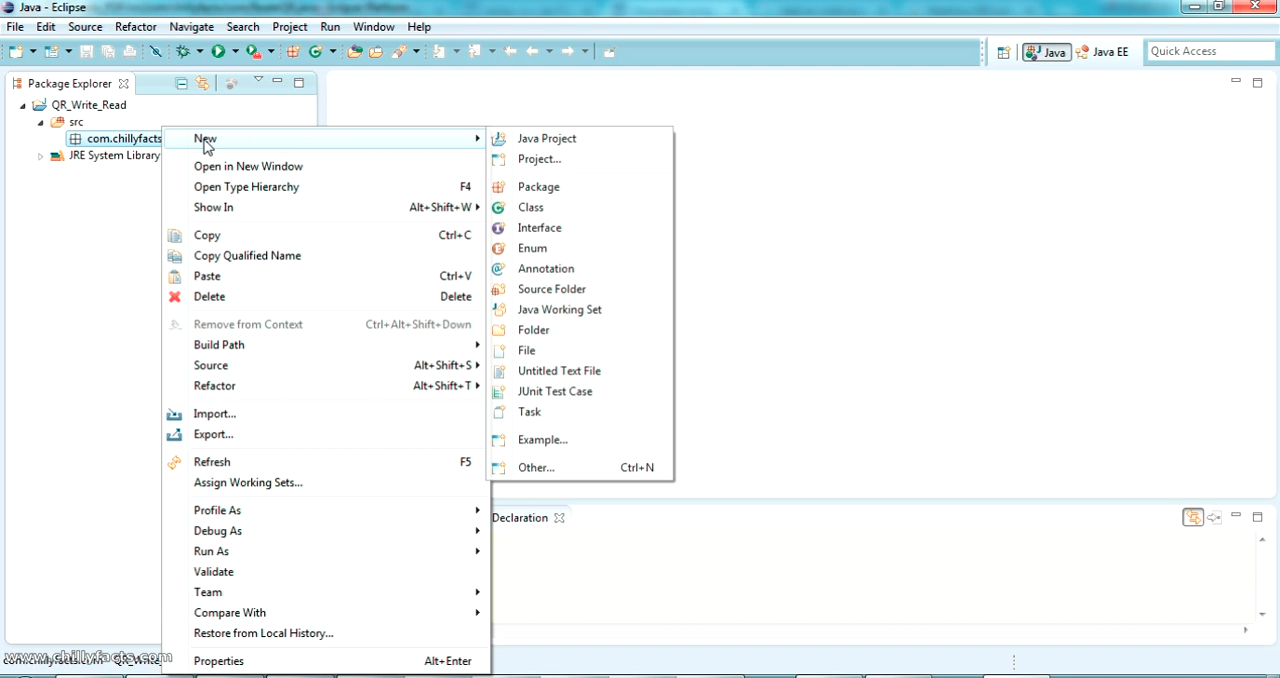 Java - Eclipse
File Edit Source Refactor Navigate Search Project Run Window Help
Java Java EE Quick Access
Package Explorer
QR_Write_Read
src
com.chillyfacts
JRE System Library
New
Open in New Window
Open Type Hierarchy F4
Show In Alt+Shift+W
Copy Ctrl+C
Copy Qualified Name
Paste Ctrl+V
Delete Delete
Remove from Context Ctrl+Alt+Shift+Down
Build Path
Source Alt+Shift+S
Refactor Alt+Shift+T
Import...
Export...
Refresh F5
Assign Working Sets...
Profile As
Debug As
Run As
Validate
Team
Compare With
Restore from Local History...
Properties Alt+Enter
Java Project
Project...
Package
Class
Interface
Enum
Annotation
Source Folder
Java Working Set
Folder
File
Untitled Text File
JUnit Test Case
Task
Example...
Other... Ctrl+N
Declaration
www.chillyfacts.com